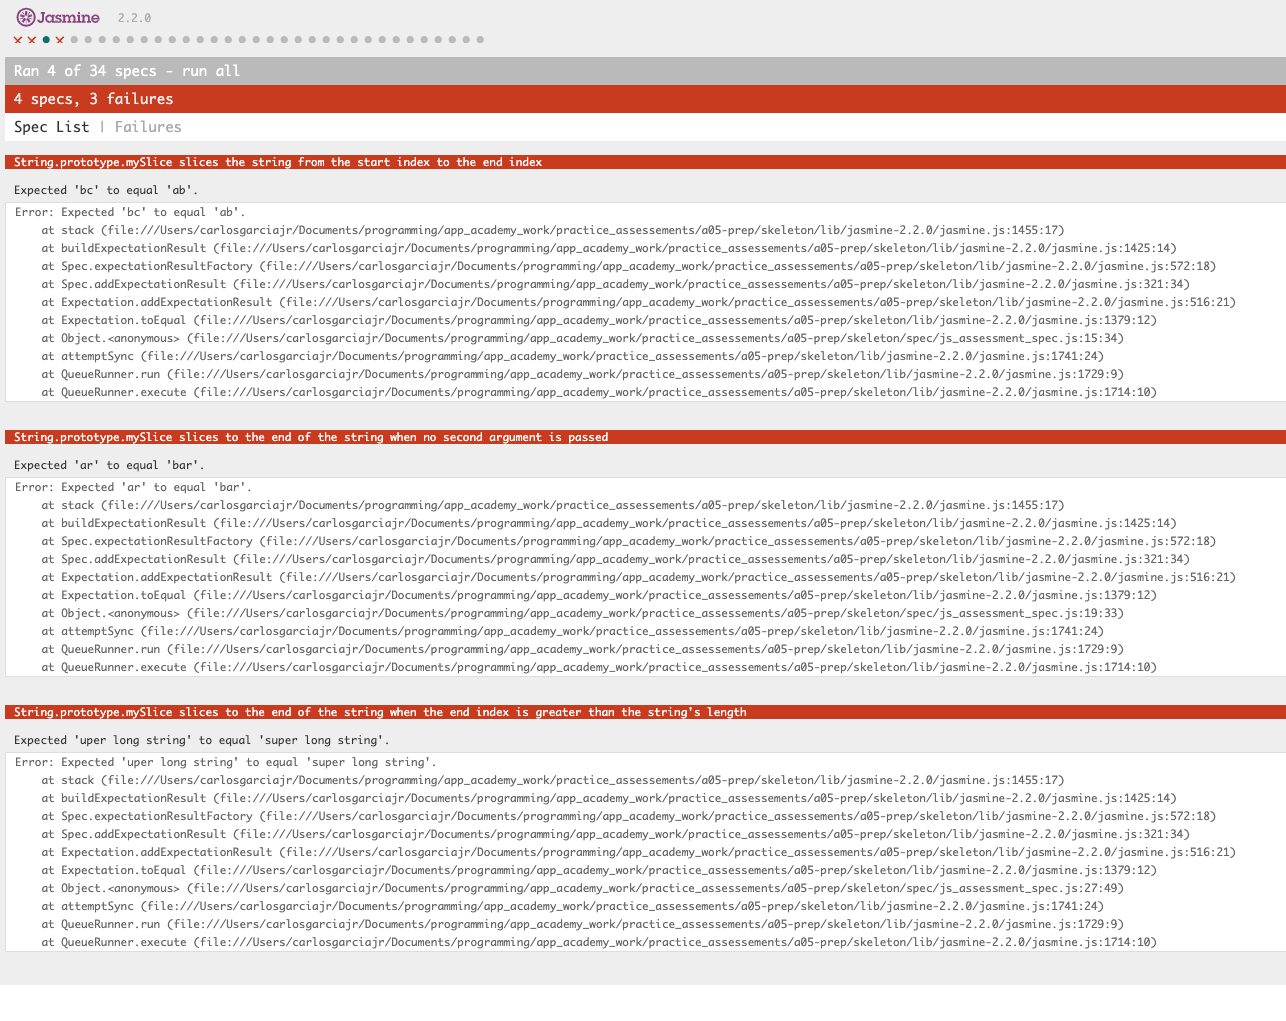 Jasmine 2.2.0
Ran 4 of 34 specs - run all
4 specs, 3 failures
Spec List | Failures
String.prototype.mySlice slices the string from the start index to the end index
Expected 'bc' to equal 'ab'.
Error: Expected 'bc' to equal 'ab'.
at stack (file:///Users/carlosgarciajr/Documents/programming/app_academy_work/practice_assessements/a05-prep/skeleton/lib/jasmine-2.2.0/jasmine.js:1455:17)
at buildExpectationResult (file:///Users/carlosgarciajr/Documents/programming/app_academy_work/practice_assessements/a05-prep/skeleton/lib/jasmine-2.2.0/jasmine.js:1425:14)
at Spec.expectationResultFactory (file:///Users/carlosgarciajr/Documents/programming/app_academy_work/practice_assessements/a05-prep/skeleton/lib/jasmine-2.2.0/jasmine.js:572:18)
at Spec.addExpectationResult (file:///Users/carlosgarciajr/Documents/programming/app_academy_work/practice_assessements/a05-prep/skeleton/lib/jasmine-2.2.0/jasmine.js:321:34)
at Expectation.addExpectationResult (file:///Users/carlosgarciajr/Documents/programming/app_academy_work/practice_assessements/a05-prep/skeleton/lib/jasmine-2.2.0/jasmine.js:516:21)
at Expectation.toEqual (file:///Users/carlosgarciajr/Documents/programming/app_academy_work/practice_assessements/a05-prep/skeleton/lib/jasmine-2.2.0/jasmine.js:1379:12)
at Object.<anonymous> (file:///Users/carlosgarciajr/Documents/programming/app_academy_work/practice_assessements/a05-prep/skeleton/spec/js_assessment_spec.js:15:34)
at attemptSync (file:///Users/carlosgarciajr/Documents/programming/app_academy_work/practice_assessements/a05-prep/skeleton/lib/jasmine-2.2.0/jasmine.js:1741:24)
at QueueRunner.run (file:///Users/carlosgarciajr/Documents/programming/app_academy_work/practice_assessements/a05-prep/skeleton/lib/jasmine-2.2.0/jasmine.js:1729:9)
at QueueRunner.execute (file:///Users/carlosgarciajr/Documents/programming/app_academy_work/practice_assessements/a05-prep/skeleton/lib/jasmine-2.2.0/jasmine.js:1714:10)
String.prototype.mySlice slices to the end of the string when no second argument is passed
Expected 'ar' to equal 'bar'.
Error: Expected 'ar' to equal 'bar'.
at stack (file:///Users/carlosgarciajr/Documents/programming/app_academy_work/practice_assessements/a05-prep/skeleton/lib/jasmine-2.2.0/jasmine.js:1455:17)
at buildExpectationResult (file:///Users/carlosgarciajr/Documents/programming/app_academy_work/practice_assessements/a05-prep/skeleton/lib/jasmine-2.2.0/jasmine.js:1425:14)
at Spec.expectationResultFactory (file:///Users/carlosgarciajr/Documents/programming/app_academy_work/practice_assessements/a05-prep/skeleton/lib/jasmine-2.2.0/jasmine.js:572:18)
at Spec.addExpectationResult (file:///Users/carlosgarciajr/Documents/programming/app_academy_work/practice_assessements/a05-prep/skeleton/lib/jasmine-2.2.0/jasmine.js:321:34)
at Expectation.addExpectationResult (file:///Users/carlosgarciajr/Documents/programming/app_academy_work/practice_assessements/a05-prep/skeleton/lib/jasmine-2.2.0/jasmine.js:516:21)
at Expectation.toEqual (file:///Users/carlosgarciajr/Documents/programming/app_academy_work/practice_assessements/a05-prep/skeleton/lib/jasmine-2.2.0/jasmine.js:1379:12)
at Object.<anonymous> (file:///Users/carlosgarciajr/Documents/programming/app_academy_work/practice_assessements/a05-prep/skeleton/spec/js_assessment_spec.js:19:33)
at attemptSync (file:///Users/carlosgarciajr/Documents/programming/app_academy_work/practice_assessements/a05-prep/skeleton/lib/jasmine-2.2.0/jasmine.js:1741:24)
at QueueRunner.run (file:///Users/carlosgarciajr/Documents/programming/app_academy_work/practice_assessements/a05-prep/skeleton/lib/jasmine-2.2.0/jasmine.js:1729:9)
at QueueRunner.execute (file:///Users/carlosgarciajr/Documents/programming/app_academy_work/practice_assessements/a05-prep/skeleton/lib/jasmine-2.2.0/jasmine.js:1714:10)
String.prototype.mySlice slices to the end of the string when the end index is greater than the string's length
Expected 'uper long string' to equal 'super long string'.
Error: Expected 'uper long string' to equal 'super long string'.
at stack (file:///Users/carlosgarciajr/Documents/programming/app_academy_work/practice_assessements/a05-prep/skeleton/lib/jasmine-2.2.0/jasmine.js:1455:17)
at buildExpectationResult (file:///Users/carlosgarciajr/Documents/programming/app_academy_work/practice_assessements/a05-prep/skeleton/lib/jasmine-2.2.0/jasmine.js:1425:14)
at Spec.expectationResultFactory (file:///Users/carlosgarciajr/Documents/programming/app_academy_work/practice_assessements/a05-prep/skeleton/lib/jasmine-2.2.0/jasmine.js:572:18)
at Spec.addExpectationResult (file:///Users/carlosgarciajr/Documents/programming/app_academy_work/practice_assessements/a05-prep/skeleton/lib/jasmine-2.2.0/jasmine.js:321:34)
at Expectation.addExpectationResult (file:///Users/carlosgarciajr/Documents/programming/app_academy_work/practice_assessements/a05-prep/skeleton/lib/jasmine-2.2.0/jasmine.js:516:21)
at Expectation.toEqual (file:///Users/carlosgarciajr/Documents/programming/app_academy_work/practice_assessements/a05-prep/skeleton/lib/jasmine-2.2.0/jasmine.js:1379:12)
at Object.<anonymous> (file:///Users/carlosgarciajr/Documents/programming/app_academy_work/practice_assessements/a05-prep/skeleton/spec/js_assessment_spec.js:27:49)
at attemptSync (file:///Users/carlosgarciajr/Documents/programming/app_academy_work/practice_assessements/a05-prep/skeleton/lib/jasmine-2.2.0/jasmine.js:1741:24)
at QueueRunner.run (file:///Users/carlosgarciajr/Documents/programming/app_academy_work/practice_assessements/a05-prep/skeleton/lib/jasmine-2.2.0/jasmine.js:1729:9)
at QueueRunner.execute (file:///Users/carlosgarciajr/Documents/programming/app_academy_work/practice_assessements/a05-prep/skeleton/lib/jasmine-2.2.0/jasmine.js:1714:10)